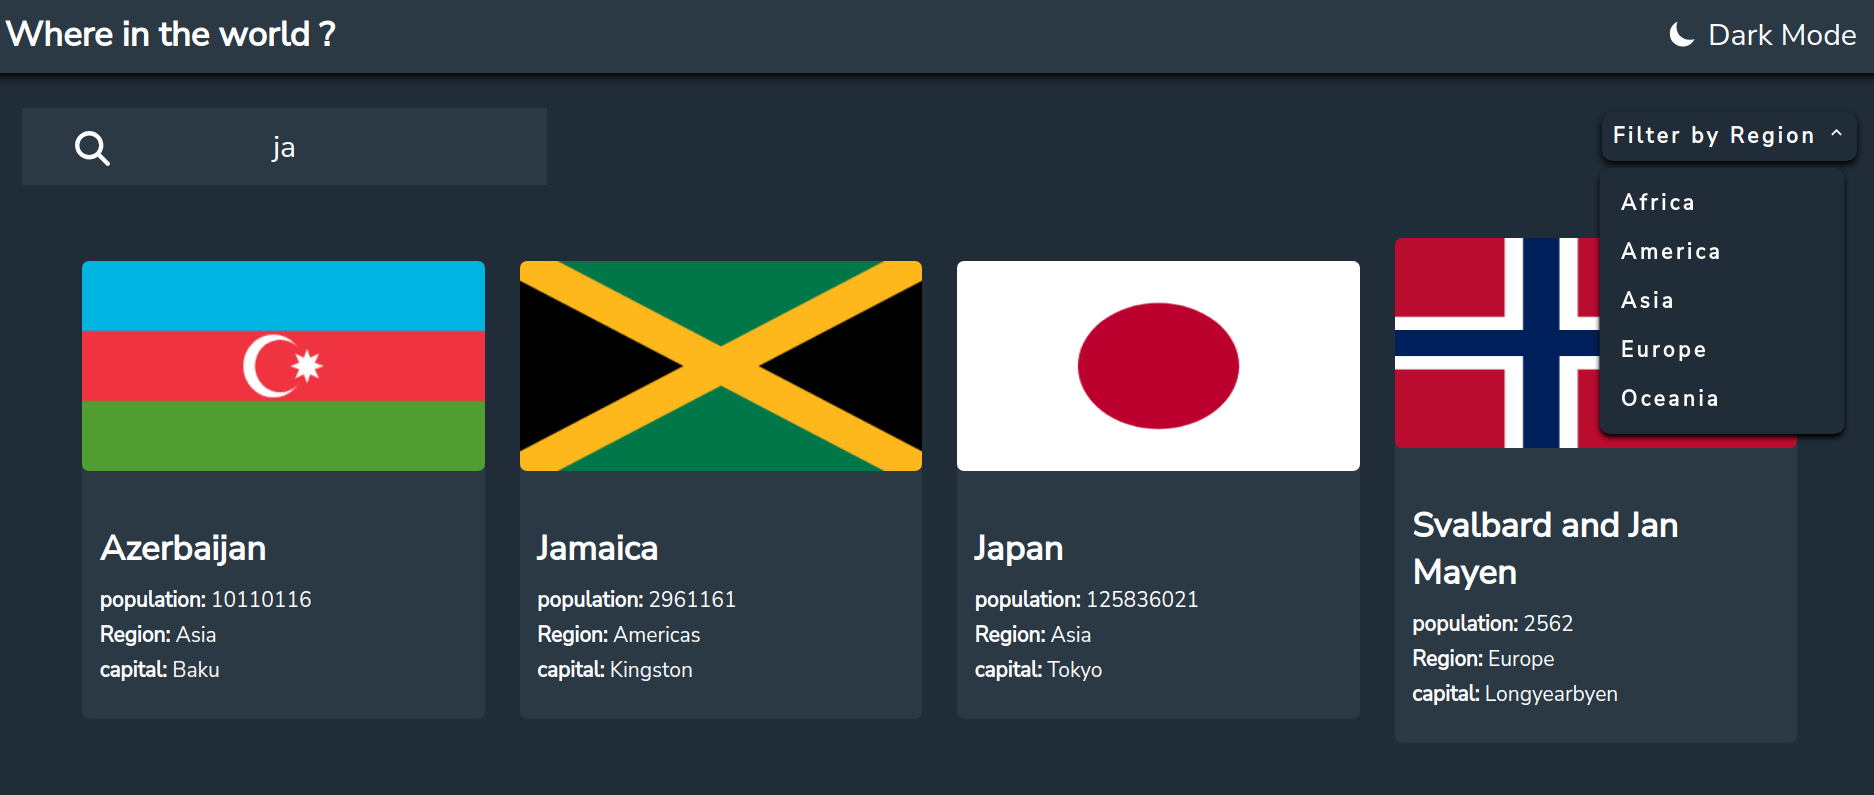 Where in the world ?
Dark Mode
ja
Filter by Region
Africa
America
Asia
Europe
Oceania
Azerbaijan
population: 10110116
Region: Asia
capital: Baku
Jamaica
population: 2961161
Region: Americas
capital: Kingston
Japan
population: 125836021
Region: Asia
capital: Tokyo
Svalbard and Jan
Mayen
population: 2562
Region: Europe
capital: Longyearbyen